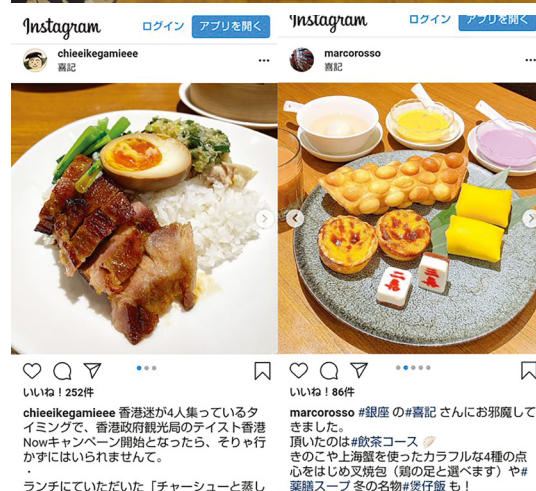 Instagram
ログイン
アプリを開く
chieeikegamieee
喜記
いいね！252件
chieeikegamieee 香港迷が4人集っているタ
イミングで、香港政府観光局のテイスト香港
Nowキャンペーン開始となったら、そりゃ行
かずにはいられませんて。
・
ランチにていただいた「チャーシューと蒸し
Instagram
ログイン
アプリを開く
marcorosso
喜記
二萬
三萬
いいね！86件
marcorosso #銀座 の#喜記 さんにお邪魔して
きました。
頂いたのは#飲茶コース 🥟
きのこや上海蟹を使ったカラフルな4種の点
心をはじめ叉焼包（鶏の足と選べます）や#
薬膳スープ 冬の名物#煲仔飯 も！